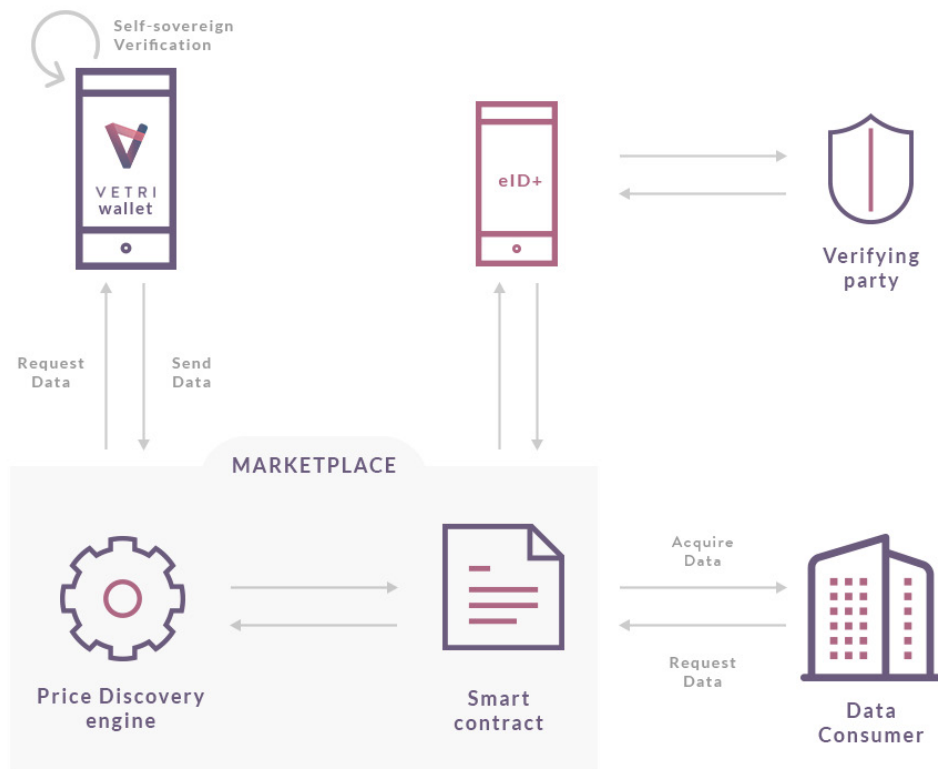 Self-sovereign
Verification
VETRI
wallet
eID+
Verifying
party
Request
Data
Send
Data
MARKETPLACE
Acquire
Data
Request
Data
Price Discovery
engine
Smart
contract
Data
Consumer